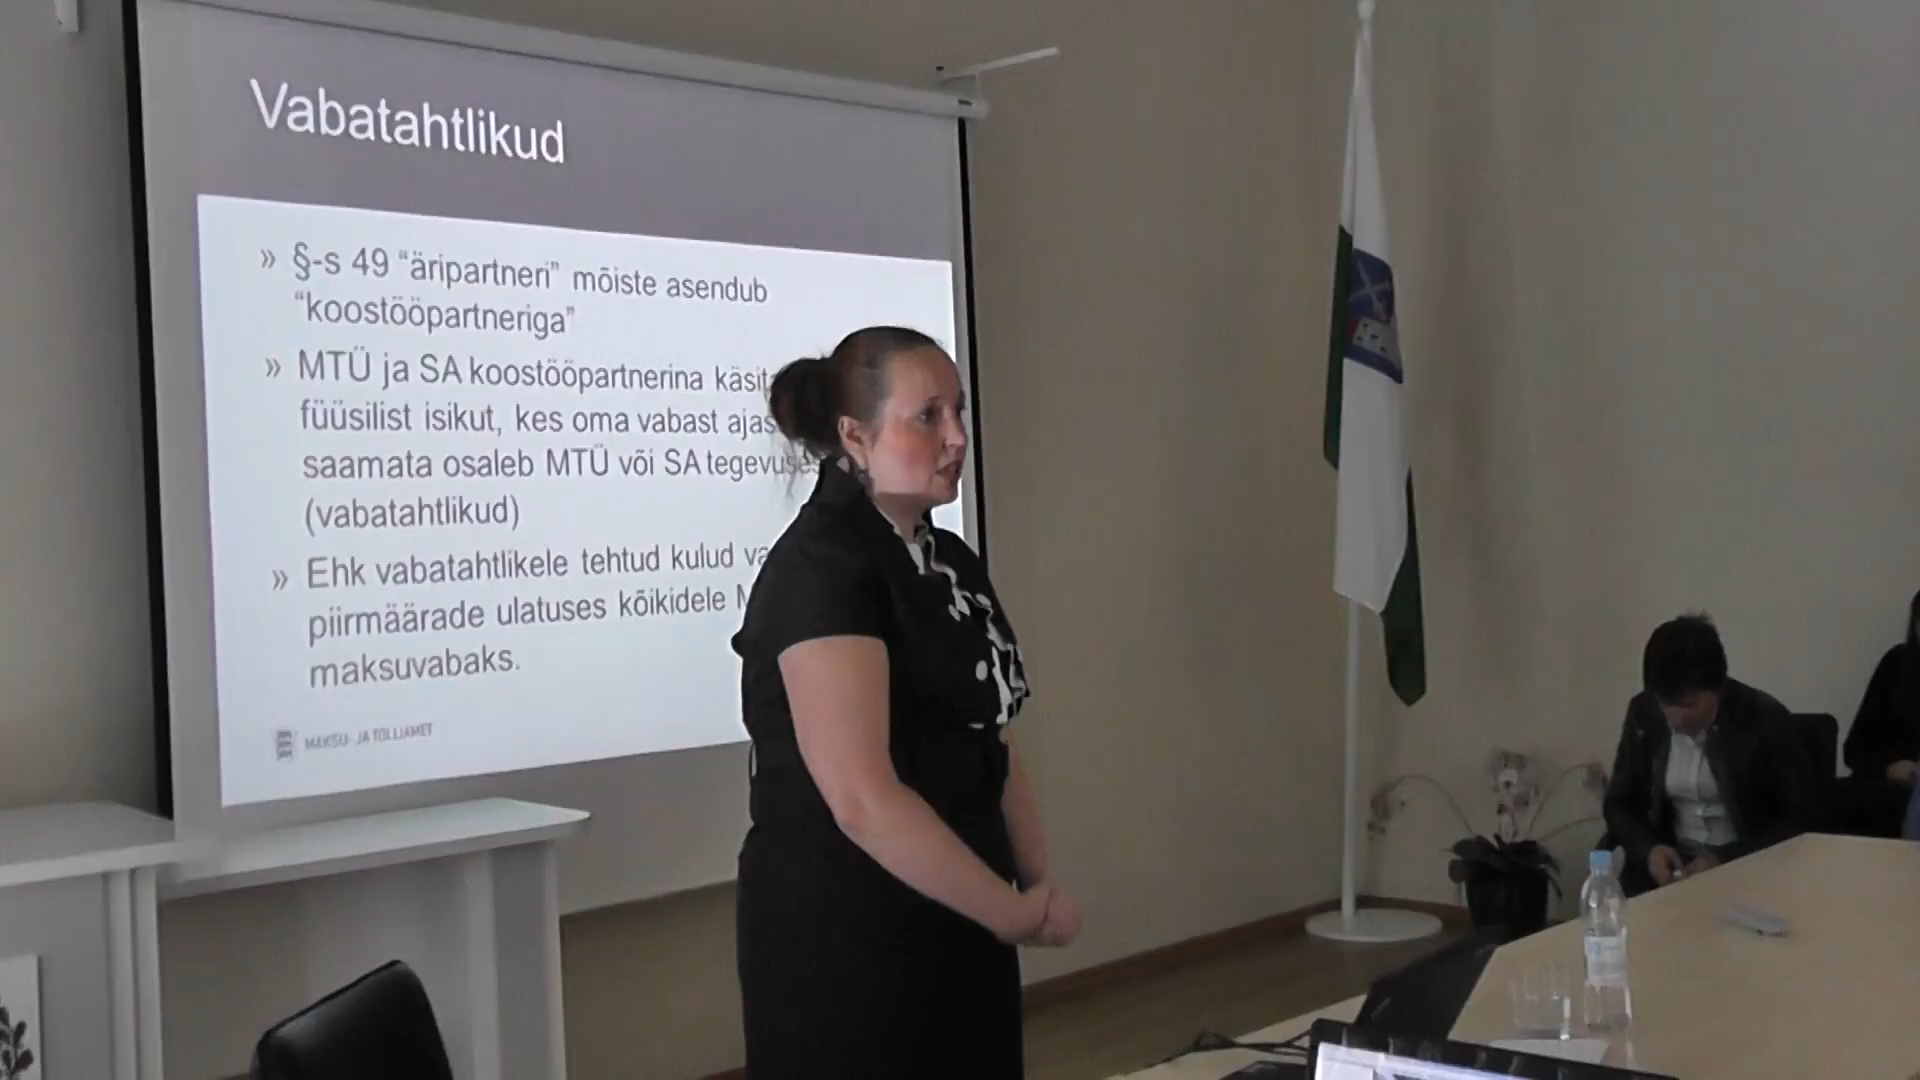 Vabatahtlikud
» §-s 49 “äripartneri” mõiste asendub
“koostööpartneriga”
» MTÜ ja SA koostööpartnerina
füüsilist isikut, kes oma vabast
saamata osaleb MTÜ või SA
(vabatahtlikud)
» Ehk vabatahtlikele tehtud kulud
piirmäärade ulatuses kõikidele
maksuvabaks.
MAKSU- JA TOLLIAMET